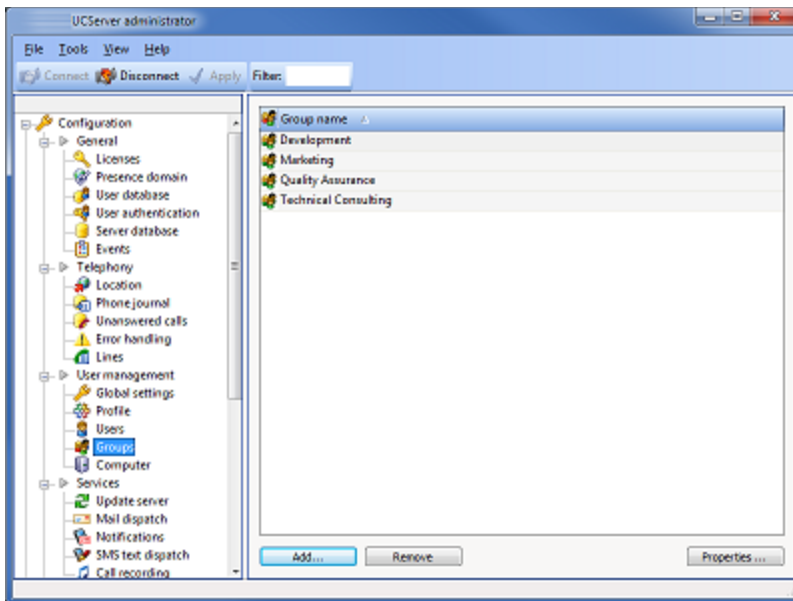 UCServer administrator
File Tools View Help
Connect Disconnect Apply Filter:
Configuration
General
Licenses
Presence domain
User database
User authentication
Server database
Events
Telephony
Location
Phone journal
Unanswered calls
Error handling
Lines
User management
Global settings
Profile
Users
Groups
Computer
Services
Update server
Mail dispatch
Notifications
SMS text dispatch
Call recording
Group name
Development
Marketing
Quality Assurance
Technical Consulting
Add... Remove Properties ...